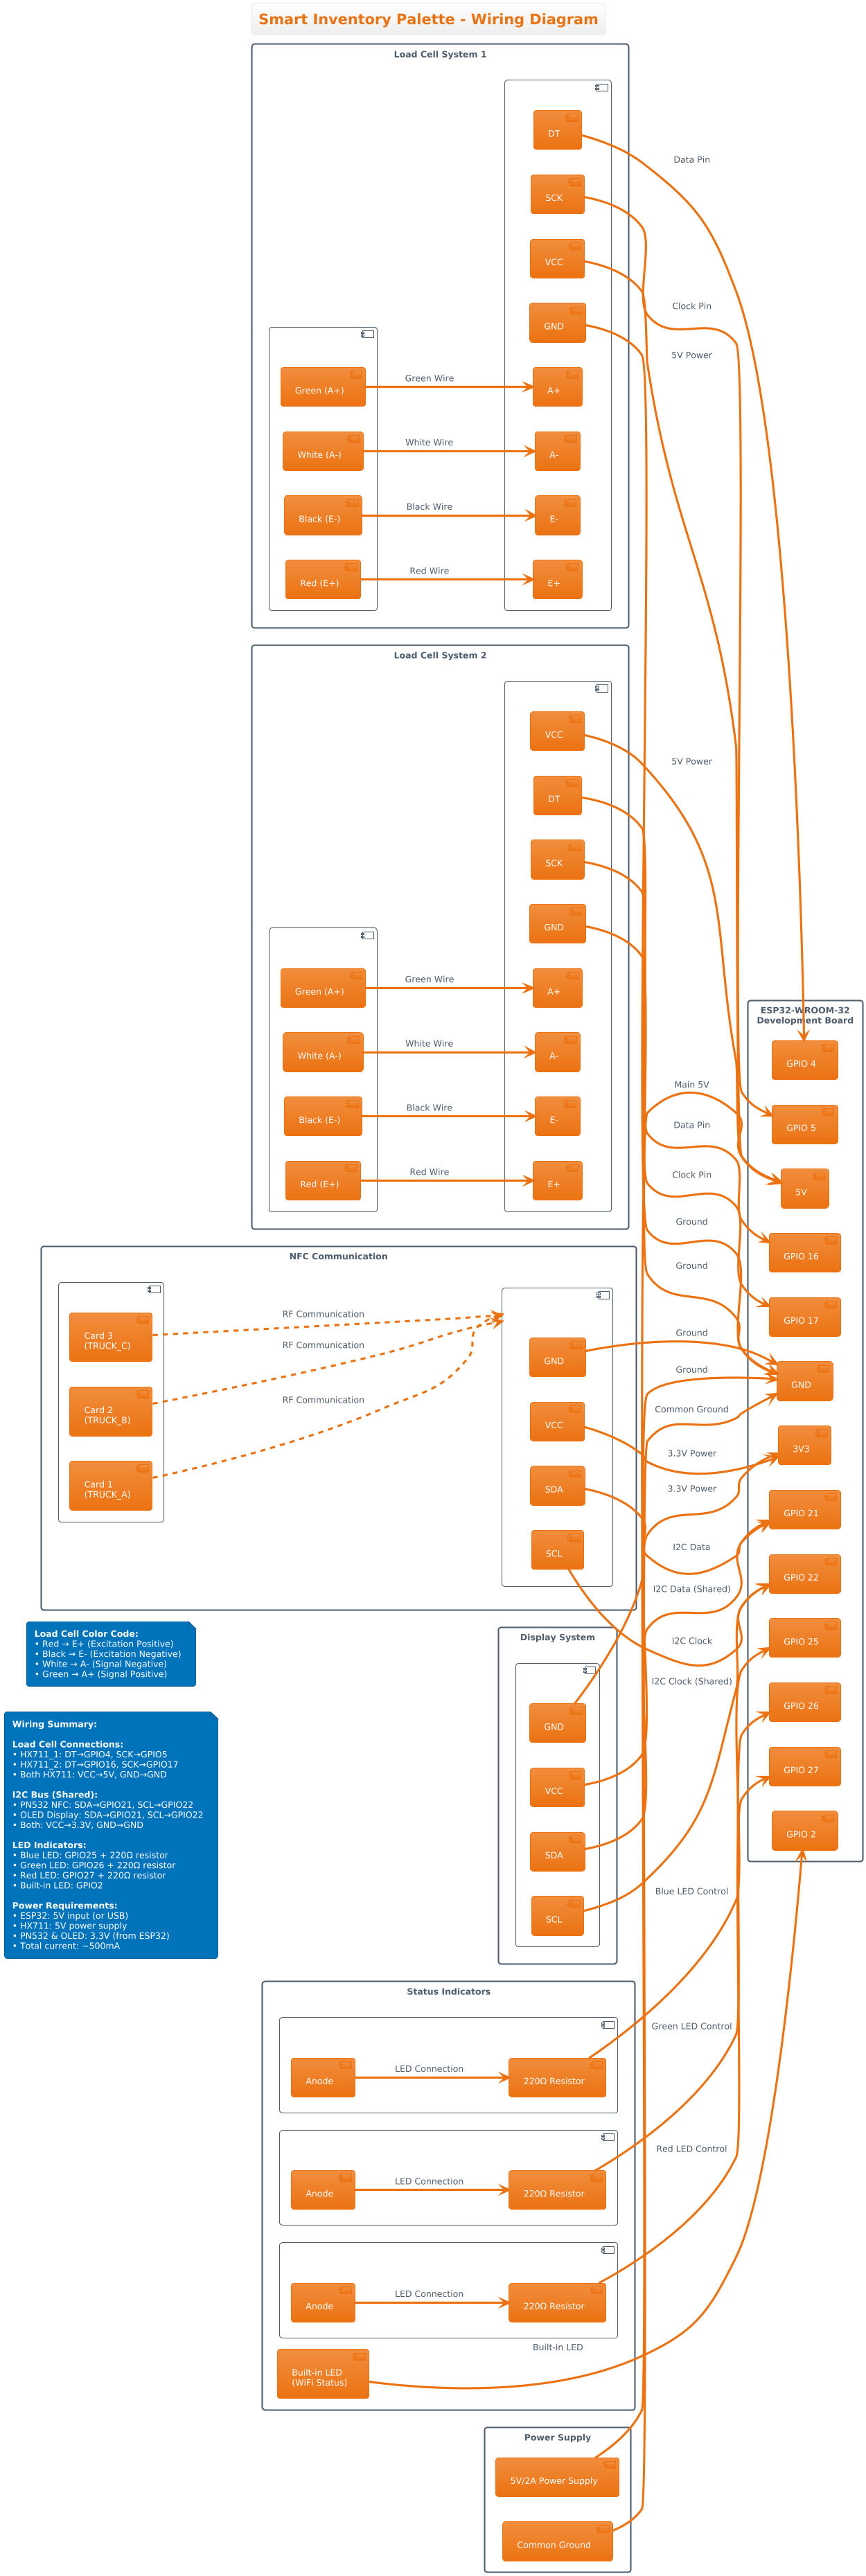 Smart Inventory Palette - Wiring Diagram
Load Cell System 1
DT
SCK
VCC
GND
Green (A+)
Green Wire
A+
White (A-)
White Wire
A-
Black (E-)
Black Wire
E-
Red (E+)
Red Wire
E+
Data Pin
Clock Pin
5V Power
Load Cell System 2
VCC
DT
SCK
GND
Green (A+)
Green Wire
A+
White (A-)
White Wire
A-
Black (E-)
Black Wire
E-
Red (E+)
Red Wire
E+
5V Power
Main 5V
Data Pin
Clock Pin
Ground
Ground
Ground
Ground
Common Ground
3.3V Power
3.3V Power
I2C Data
I2C Data (Shared)
I2C Clock
I2C Clock (Shared)
Blue LED Control
Green LED Control
Red LED Control
ESP32-WROOM-32
Development Board
GPIO 4
GPIO 5
5V
GPIO 16
GPIO 17
GND
3V3
GPIO 21
GPIO 22
GPIO 25
GPIO 26
GPIO 27
GPIO 2
NFC Communication
Card 3
(TRUCK_C)
Card 2
(TRUCK_B)
Card 1
(TRUCK_A)
RF Communication
RF Communication
RF Communication
GND
VCC
SDA
SCL
Load Cell Color Code:
• Red → E+ (Excitation Positive)
• Black → E- (Excitation Negative)
• White → A- (Signal Negative)
• Green → A+ (Signal Positive)
Display System
GND
VCC
SDA
SCL
Wiring Summary:
Load Cell Connections:
• HX711_1: DT→GPIO4, SCK→GPIO5
• HX711_2: DT→GPIO16, SCK→GPIO17
• Both HX711: VCC→5V, GND→GND
I2C Bus (Shared):
• PN532 NFC: SDA→GPIO21, SCL→GPIO22
• OLED Display: SDA→GPIO21, SCL→GPIO22
• Both: VCC→3.3V, GND→GND
LED Indicators:
• Blue LED: GPIO25 + 220Ω resistor
• Green LED: GPIO26 + 220Ω resistor
• Red LED: GPIO27 + 220Ω resistor
• Built-in LED: GPIO2
Power Requirements:
• ESP32: 5V input (or USB)
• HX711: 5V power supply
• PN532 & OLED: 3.3V (from ESP32)
• Total current: ~500mA
Status Indicators
Anode
LED Connection
220Ω Resistor
Anode
LED Connection
220Ω Resistor
Anode
LED Connection
220Ω Resistor
Built-in LED
Built-in LED
(WiFi Status)
Power Supply
5V/2A Power Supply
Common Ground